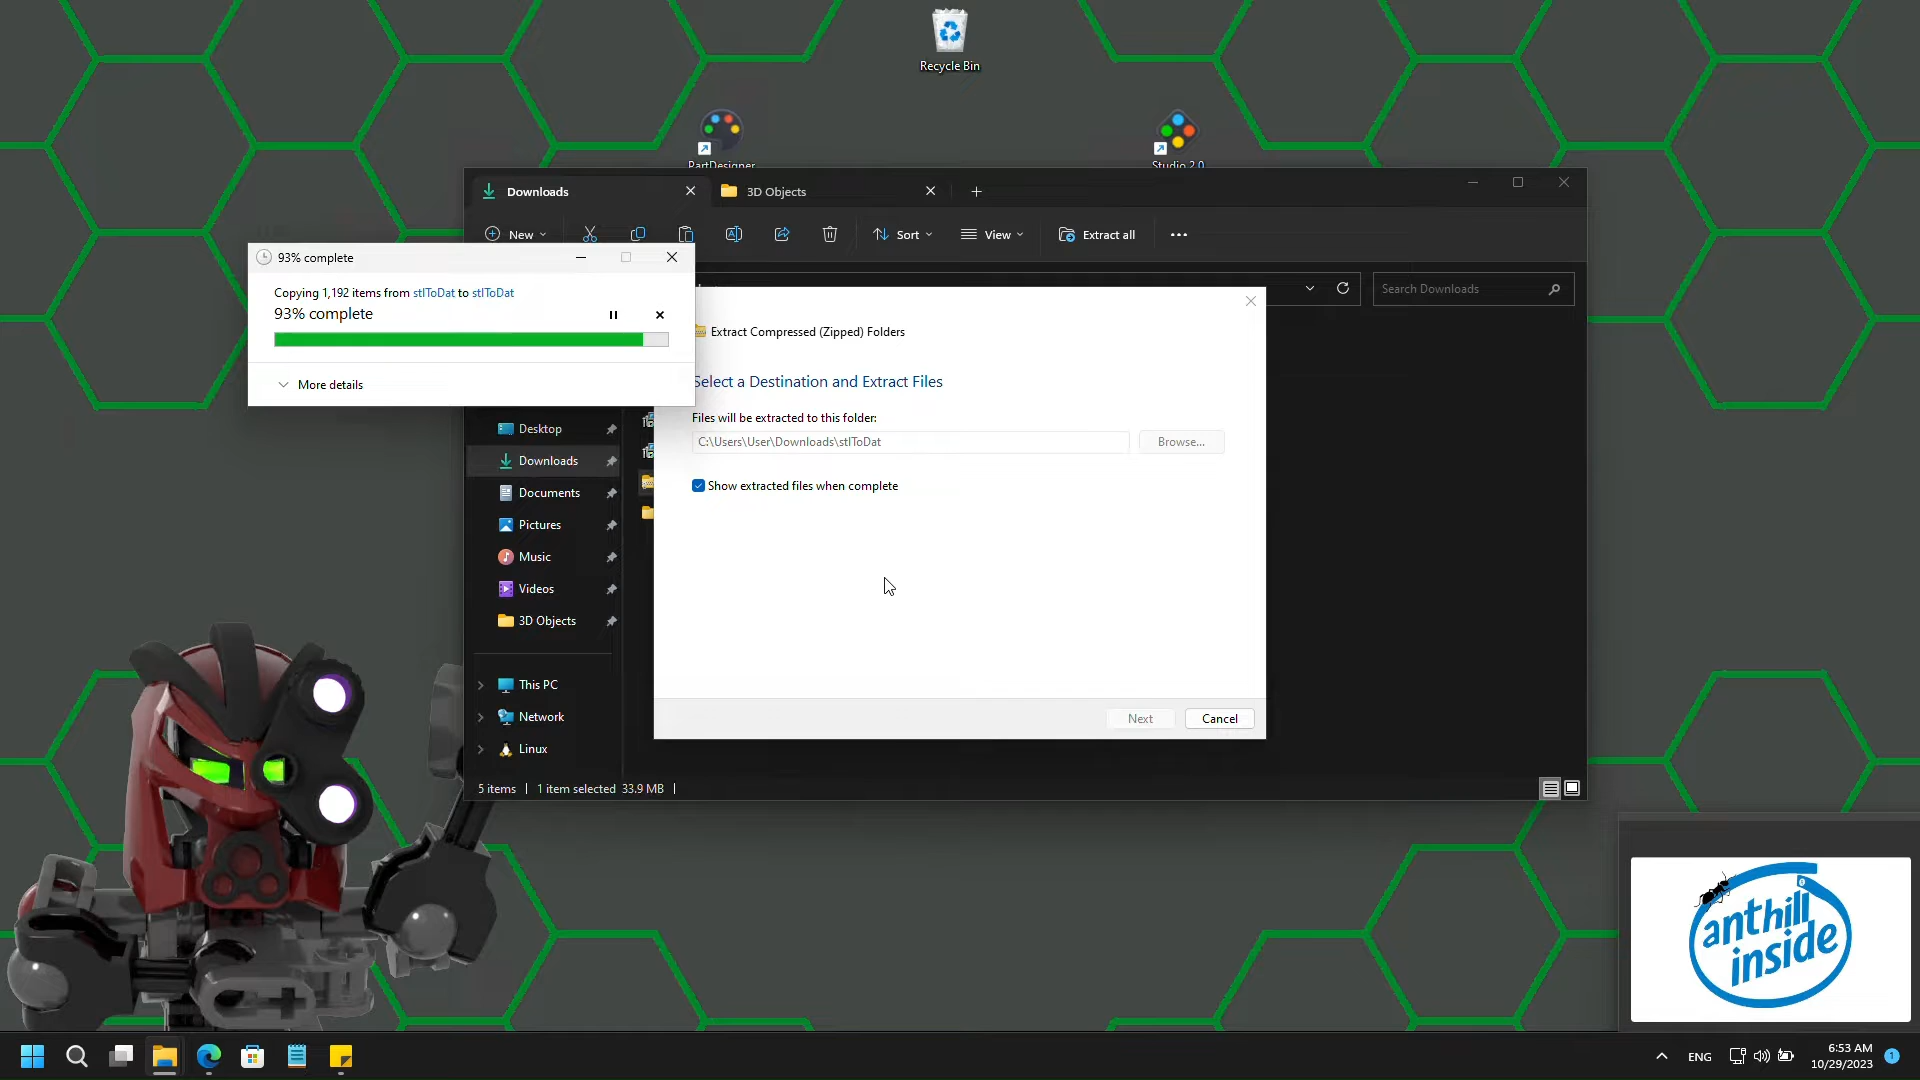 Recycle Bin
PartDesigner
Studio 2.0
Downloads
3D Objects
New
Sort
View
Extract all
93% complete
Copying 1,192 items from stlToDat to stlToDat
93% complete
More details
Search Downloads
Extract Compressed (Zipped) Folders
Select a Destination and Extract Files
Files will be extracted to this folder:
C:\Users\User\Downloads\stlToDat
Browse...
Show extracted files when complete
Next
Cancel
Desktop
Downloads
Documents
Pictures
Music
Videos
3D Objects
This PC
Network
Linux
5 items
1 item selected 33.9 MB
anthill
inside
ENG
6:53 AM
10/29/2023
1